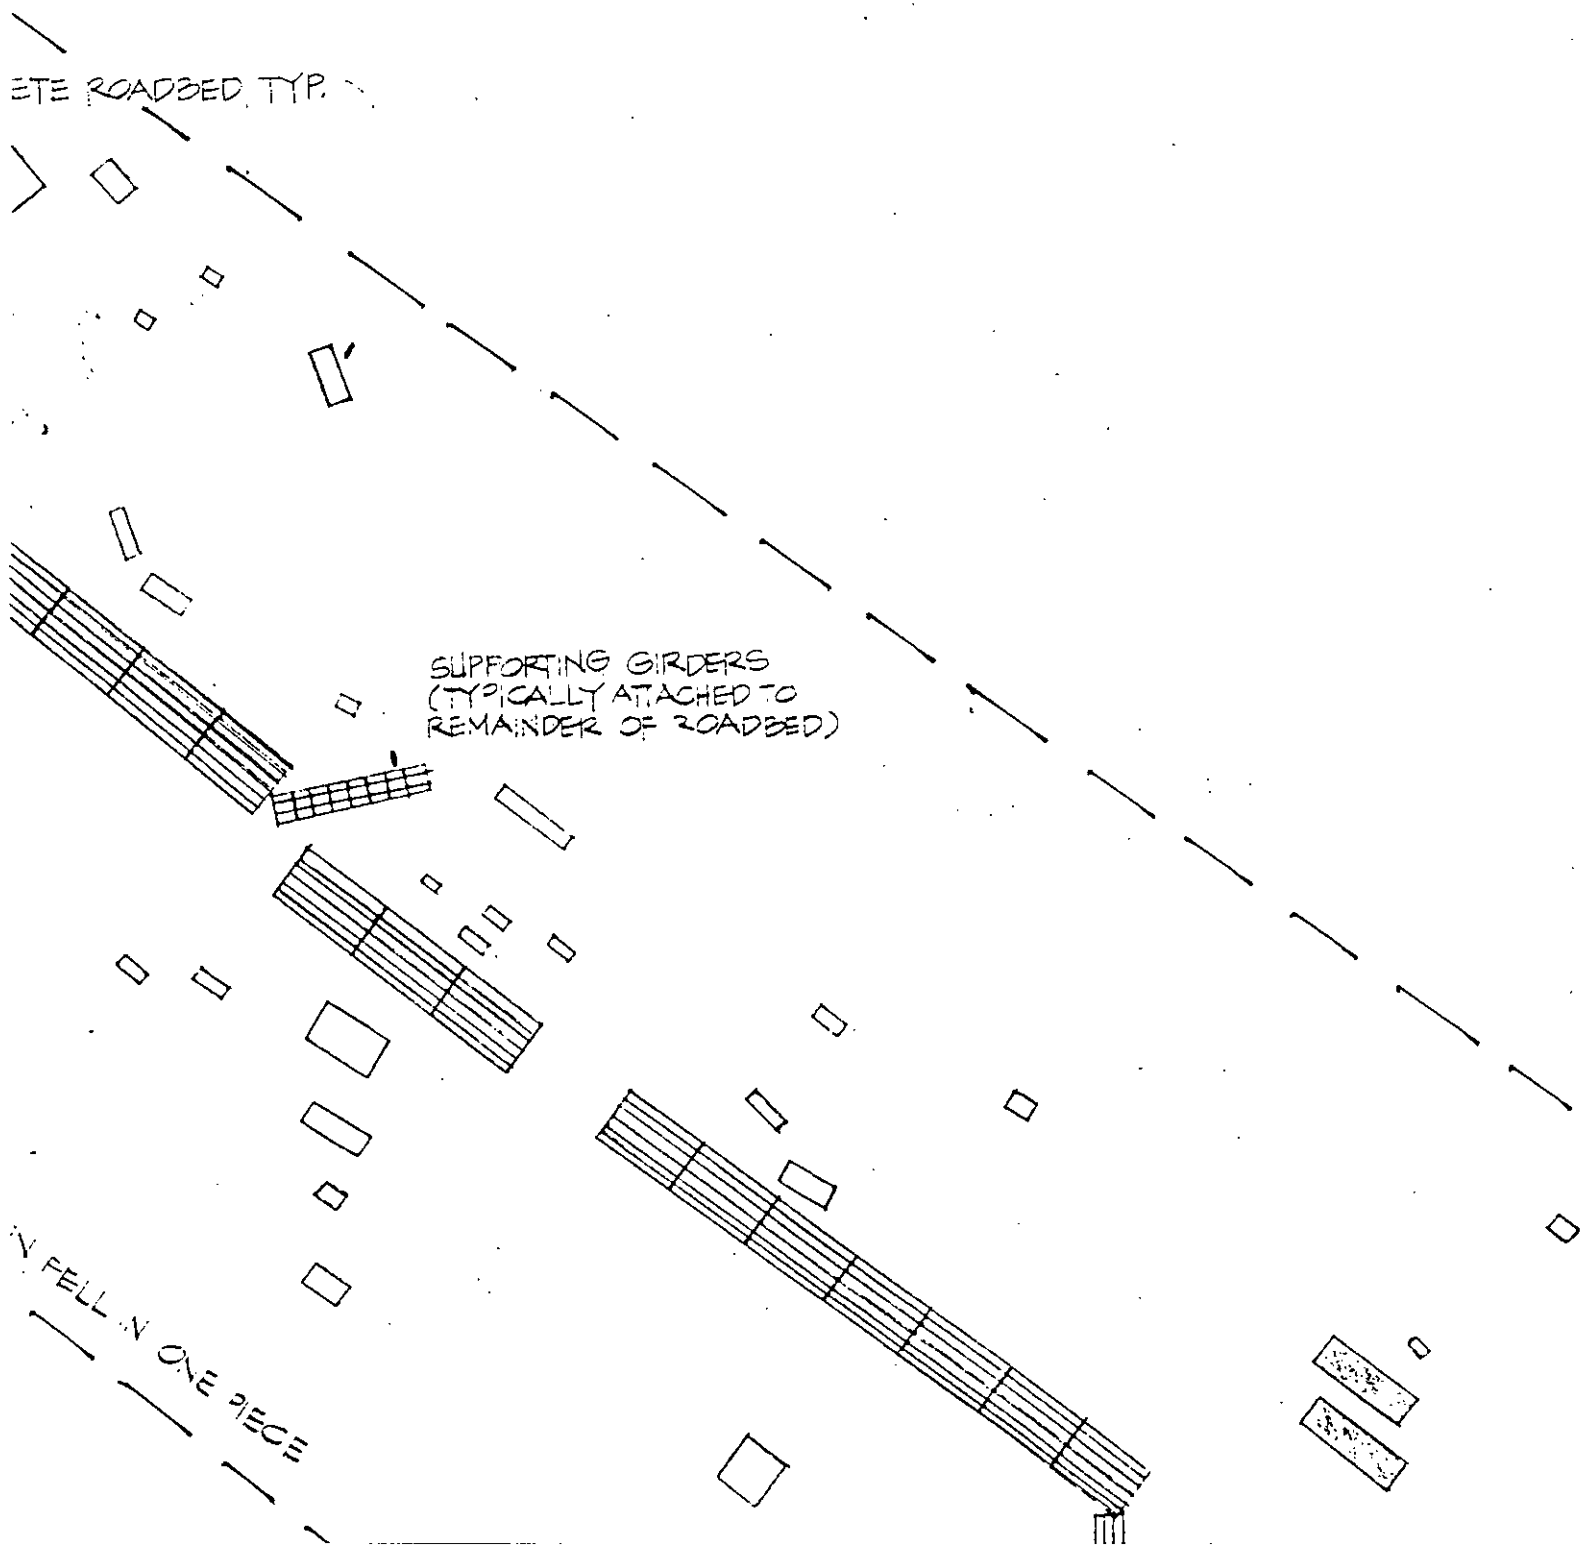 ETE ROADBED TYP.
SUPPORTING GIRDERS
(TYPICALLY ATTACHED TO
REMAINDER OF ROADBED)
FELL IN ONE PIECE